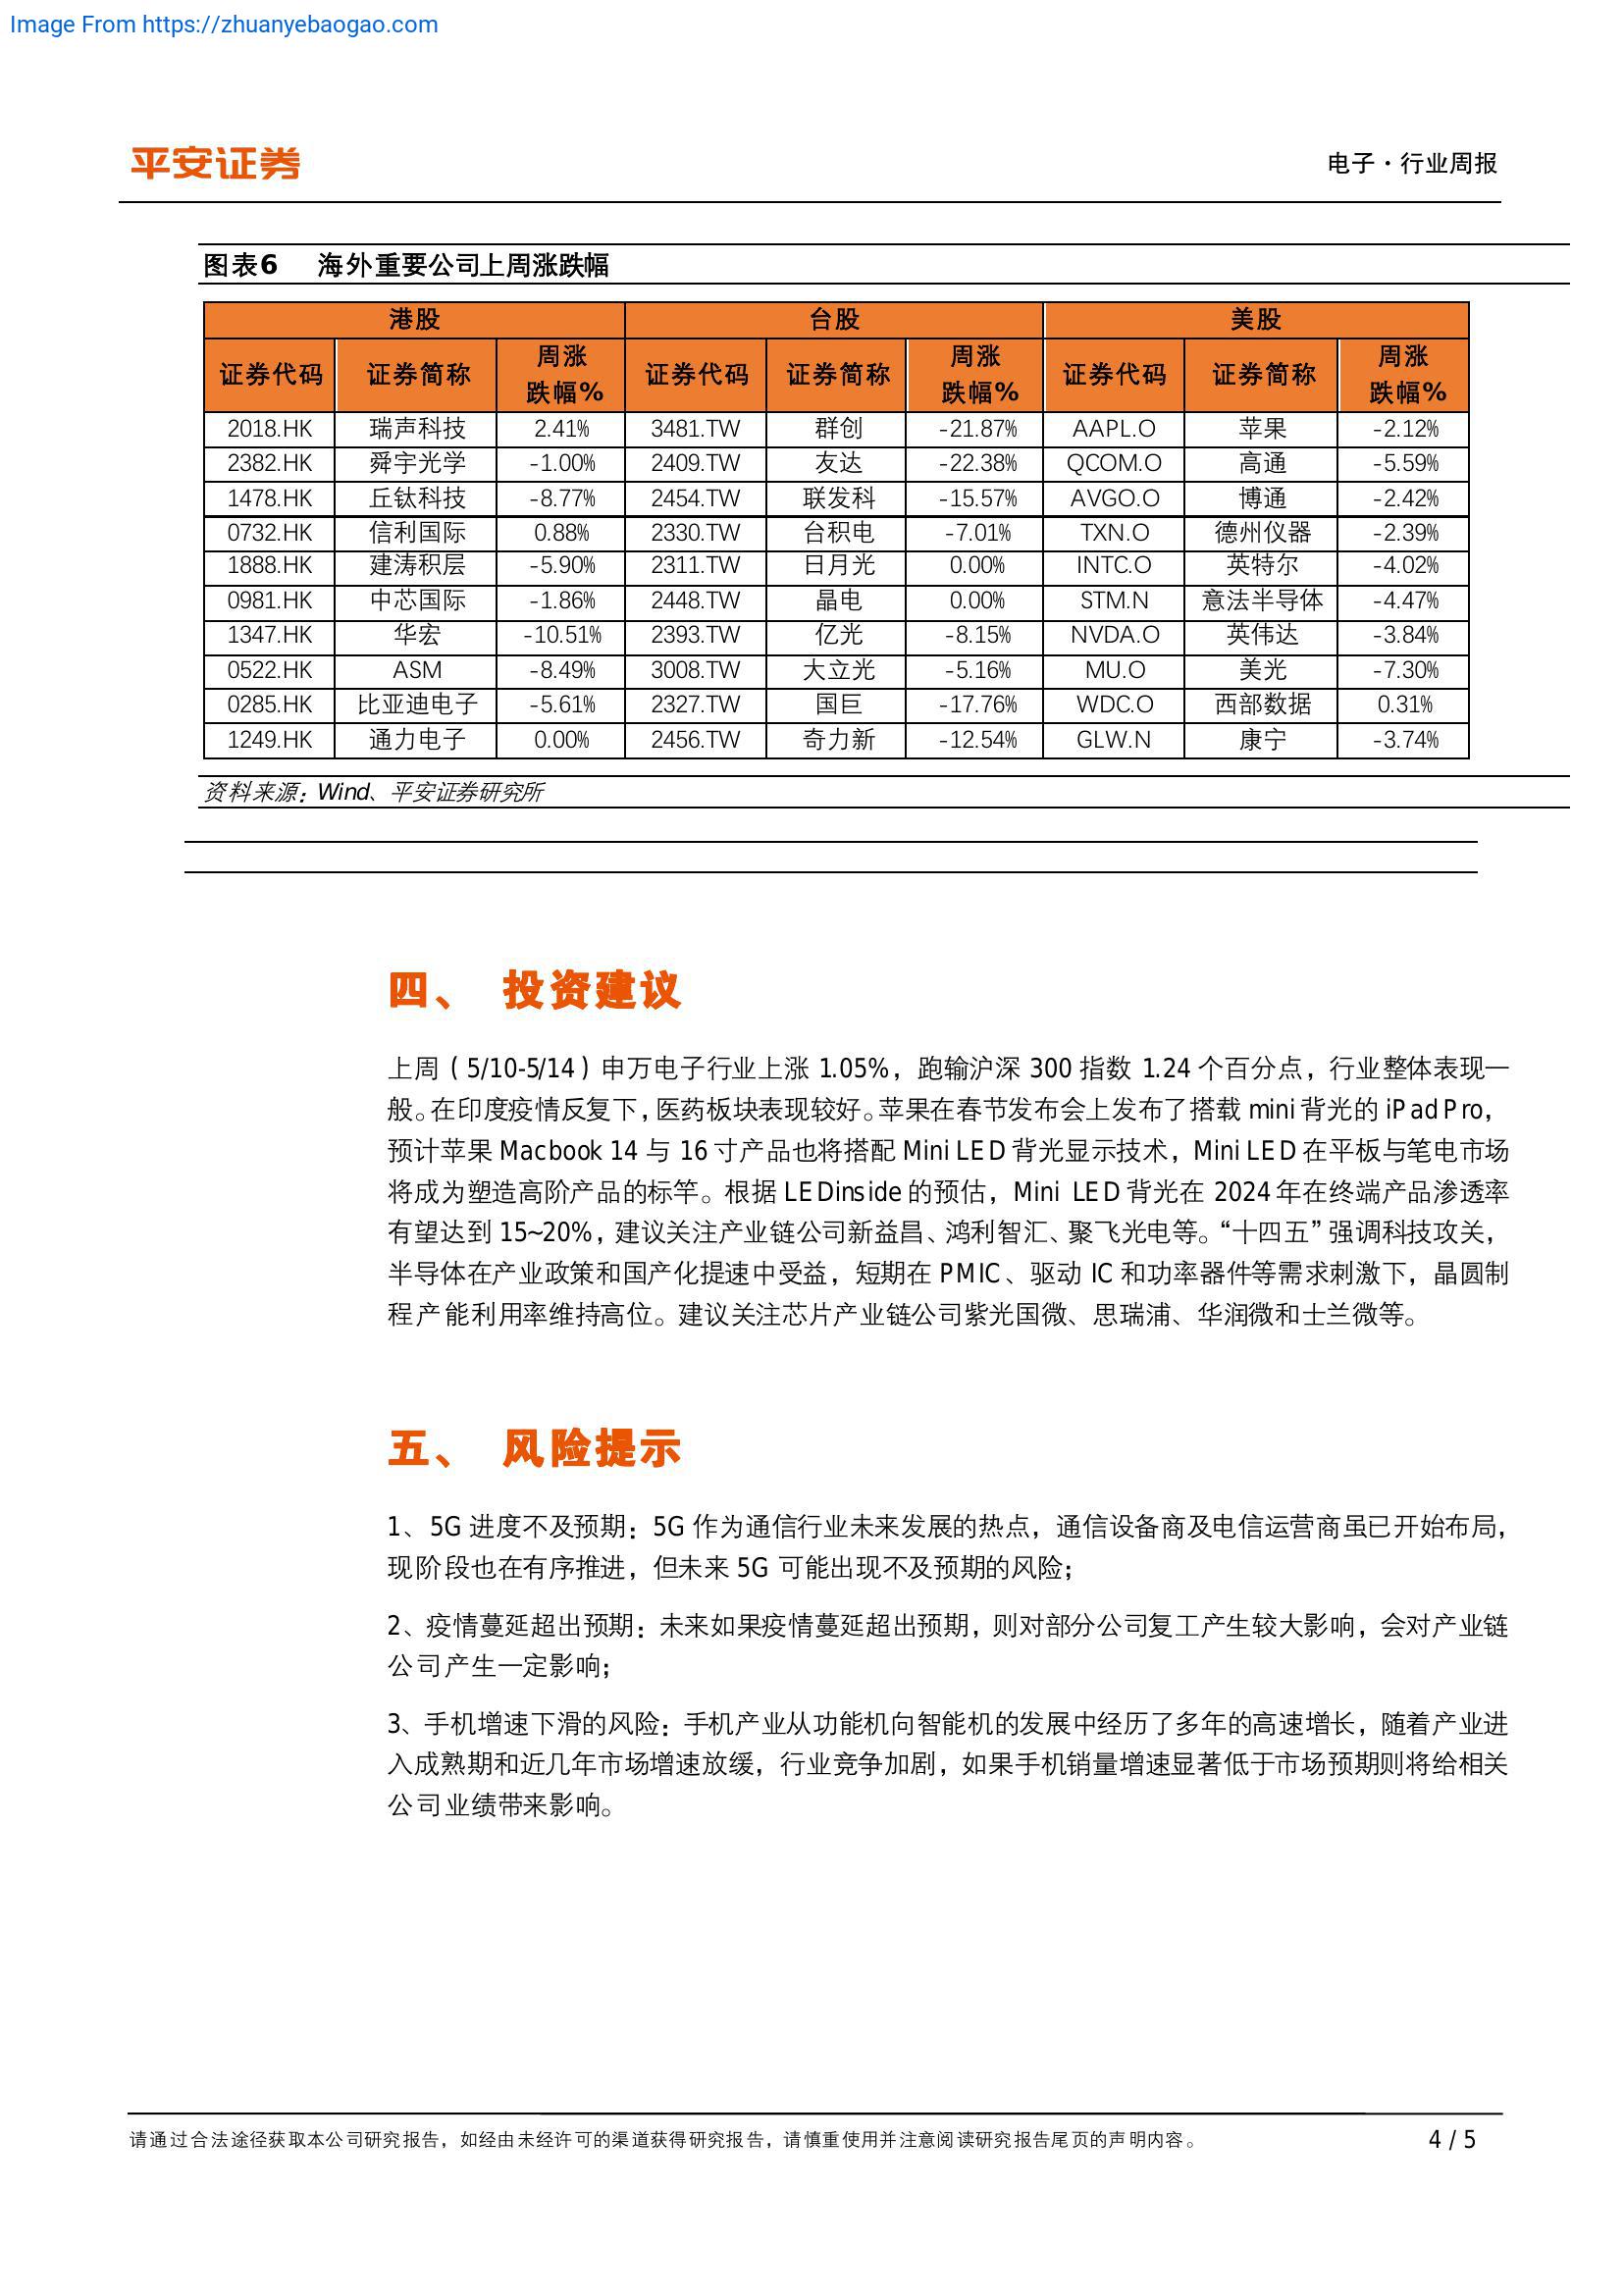 Image From https://zhuanyebaogao.com
平安证券
电子·行业周报
图表6 海外重要公司上周涨跌幅
港股 台股 美股
证券代码 证券简称 周涨跌幅% 证券代码 证券简称 周涨跌幅% 证券代码 证券简称 周涨跌幅%
2018.HK 瑞声科技 2.41% 3481.TW 群创 -21.87% AAPL.O 苹果 -2.12%
2382.HK 舜宇光学 -1.00% 2409.TW 友达 -22.38% QCOM.O 高通 -5.59%
1478.HK 丘钛科技 -8.77% 2454.TW 联发科 -15.57% AVGO.O 博通 -2.42%
0732.HK 信利国际 0.88% 2330.TW 台积电 -7.01% TXN.O 德州仪器 -2.39%
1888.HK 建涛积层 -5.90% 2311.TW 日月光 0.00% INTC.O 英特尔 -4.02%
0981.HK 中芯国际 -1.86% 2448.TW 晶电 0.00% STM.N 意法半导体 -4.47%
1347.HK 华宏 -10.51% 2393.TW 亿光 -8.15% NVDA.O 英伟达 -3.84%
0522.HK ASM -8.49% 3008.TW 大立光 -5.16% MU.O 美光 -7.30%
0285.HK 比亚迪电子 -5.61% 2327.TW 国巨 -17.76% WDC.O 西部数据 0.31%
1249.HK 通力电子 0.00% 2456.TW 奇力新 -12.54% GLW.N 康宁 -3.74%
资料来源：Wind、平安证券研究所
四、 投资建议
上周（5/10-5/14）申万电子行业上涨 1.05%，跑输沪深 300 指数 1.24 个百分点，行业整体表现一
般。在印度疫情反复下，医药板块表现较好。苹果在春节发布会上发布了搭载 mini 背光的 iPad Pro，
预计苹果 Macbook 14 与 16 寸产品也将搭配 Mini LED 背光显示技术，Mini LED 在平板与笔电市场
将成为塑造高阶产品的标竿。根据 LEDinside 的预估，Mini LED 背光在 2024 年在终端产品渗透率
有望达到 15~20%，建议关注产业链公司新益昌、鸿利智汇、聚飞光电等。“十四五”强调科技攻关，
半导体在产业政策和国产化提速中受益，短期在 PMIC、驱动 IC 和功率器件等需求刺激下，晶圆制
程产能利用率维持高位。建议关注芯片产业链公司紫光国微、思瑞浦、华润微和士兰微等。
五、 风险提示
1、5G 进度不及预期：5G 作为通信行业未来发展的热点，通信设备商及电信运营商虽已开始布局，
现阶段也在有序推进，但未来 5G 可能出现不及预期的风险；
2、疫情蔓延超出预期：未来如果疫情蔓延超出预期，则对部分公司复工产生较大影响，会对产业链
公司产生一定影响；
3、手机增速下滑的风险：手机产业从功能机向智能机的发展中经历了多年的高速增长，随着产业进
入成熟期和近几年市场增速放缓，行业竞争加剧，如果手机销量增速显著低于市场预期则将给相关
公司业绩带来影响。
请通过合法途径获取本公司研究报告，如经由未经许可的渠道获得研究报告，请慎重使用并注意阅读研究报告尾页的声明内容。 4 / 5